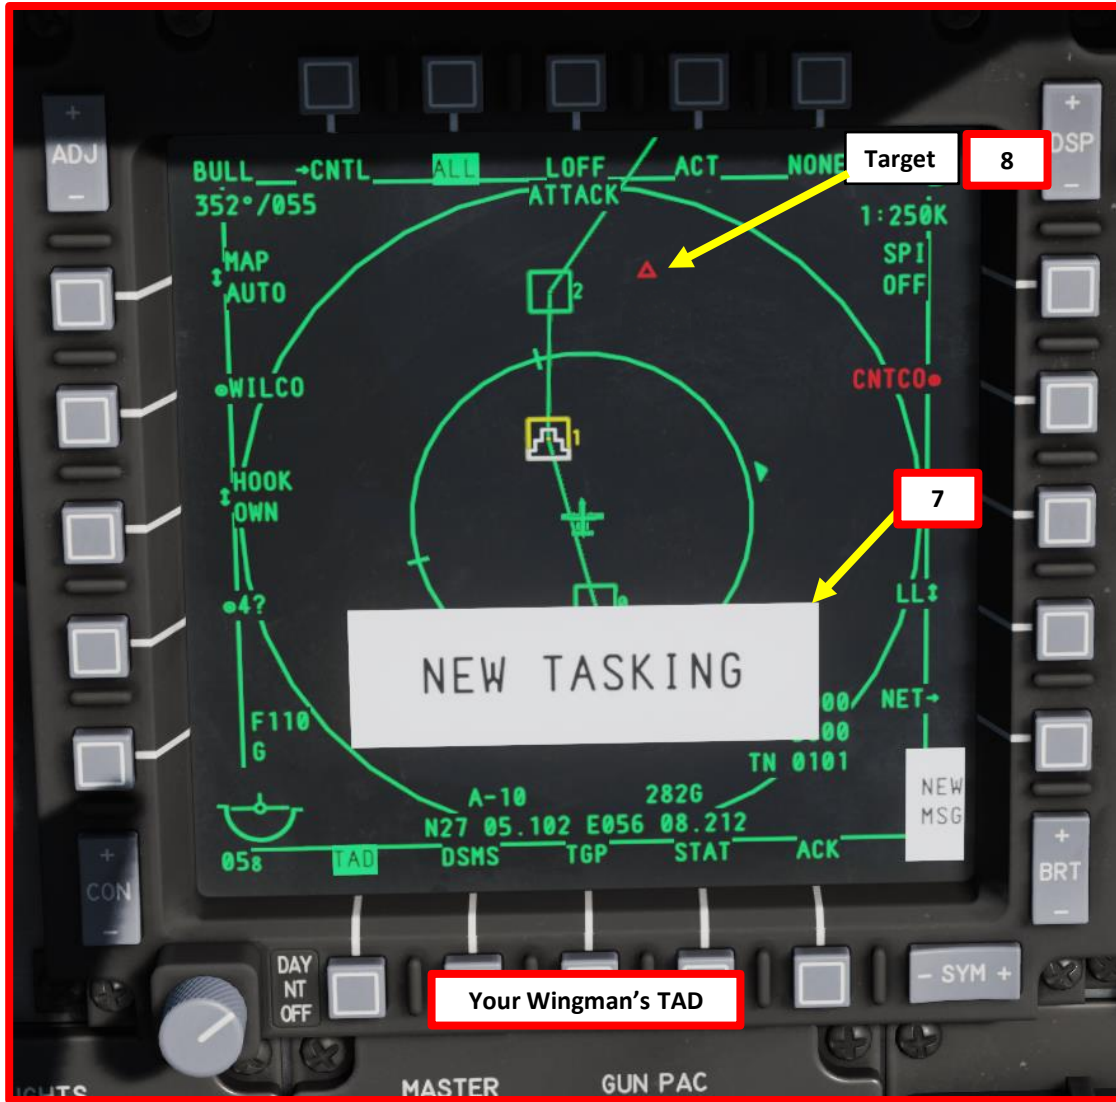 ADJ
DSP
BULL →CNTL ALL LOFF ACT NONE
Target
8
352°/055
ATTACK
1:250K
MAP
AUTO
SPI
OFF
2
WILCO
CNTCO
1
HOOK
OWN
7
4?
LL
0
NEW TASKING
NET→
F110
G
00
TN 0101
NEW
MSG
A-10 282G
N27 05.102 E056 08.212
058 TAD DSMS TGP STAT ACK
CON
BRT
DAY
NT
OFF
Your Wingman's TAD
- SYM +
MASTER
GUN PAC